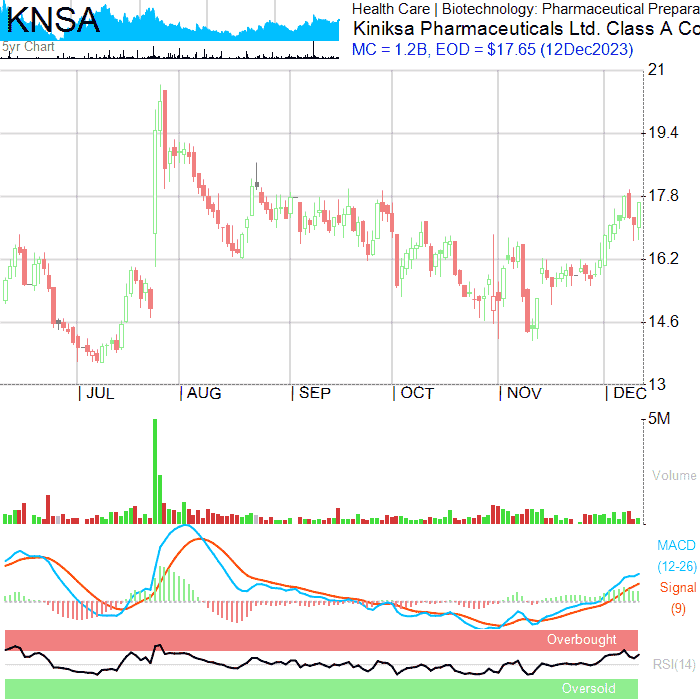 KNSA
5yr Chart
Health Care | Biotechnology: Pharmaceutical Prepara
Kiniksa Pharmaceuticals Ltd. Class A Co
MC = 1.2B, EOD = $17.65 (12Dec2023)
21
19.4
17.8
16.2
14.6
13
| JUL | AUG | SEP | OCT | NOV | DEC
5M
Volume
MACD
(12-26)
Signal
(9)
Overbought
RSI(14)
Oversold